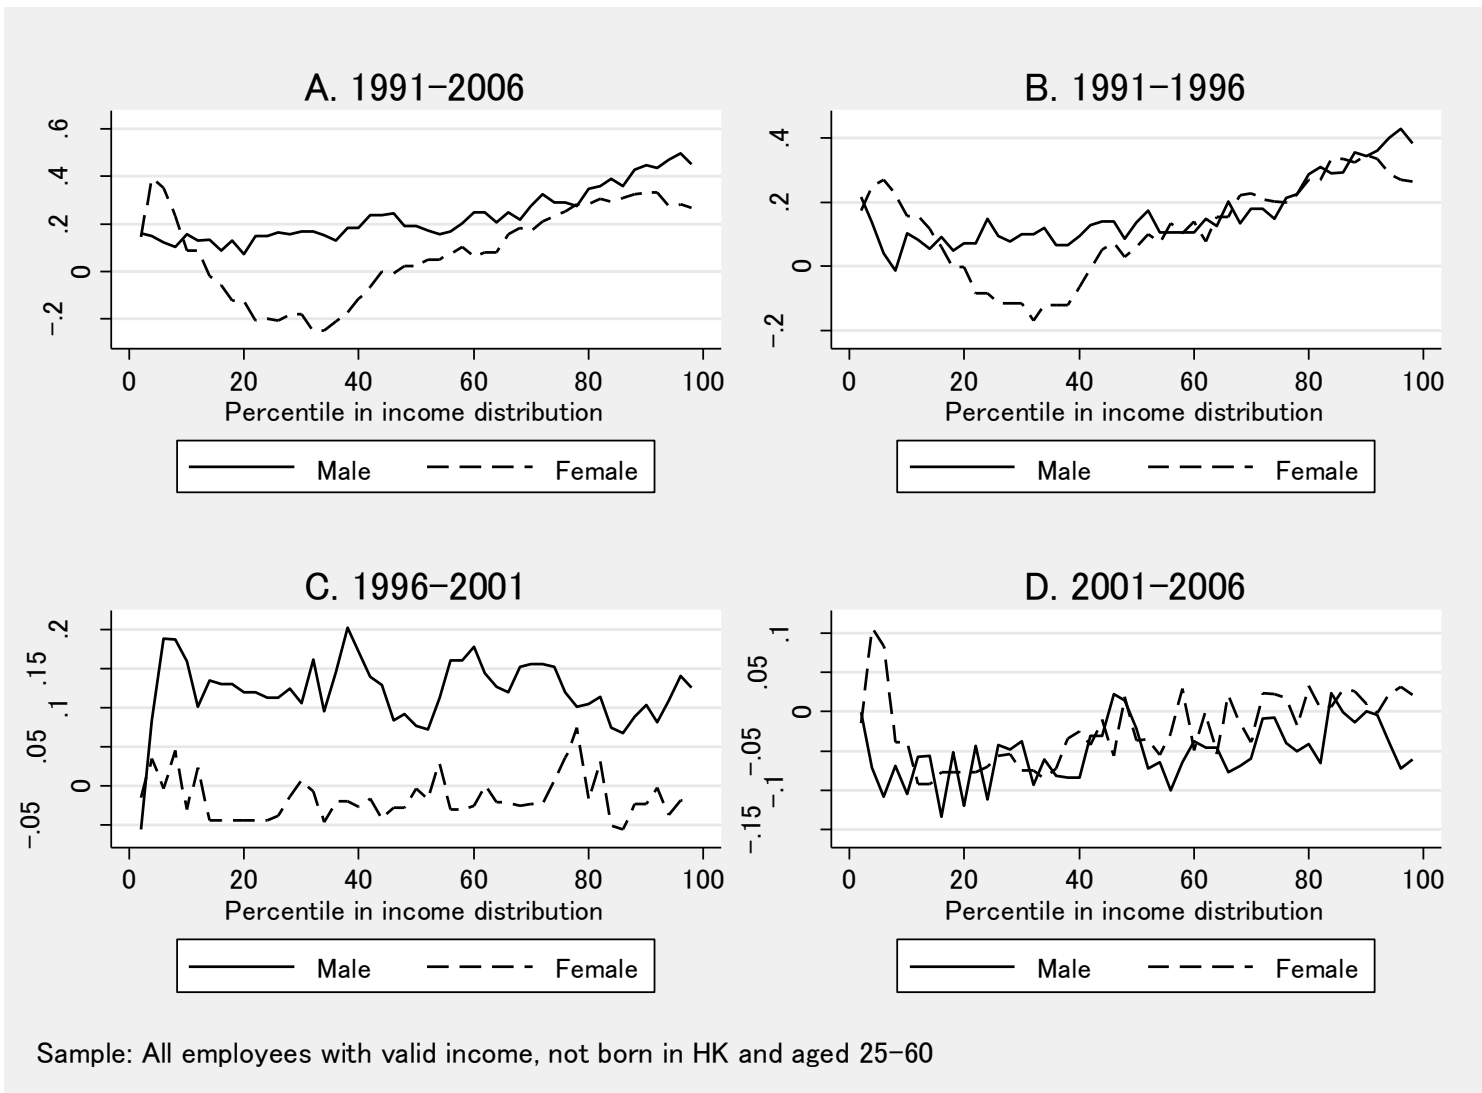 A. 1991–2006
.6
.4
.2
0
–.2
0 20 40 60 80 100
Percentile in income distribution
Male Female
B. 1991–1996
.4
.2
0
–.2
0 20 40 60 80 100
Percentile in income distribution
Male Female
C. 1996–2001
.2
.15
.1
.05
0
–.05
0 20 40 60 80 100
Percentile in income distribution
Male Female
D. 2001–2006
.1
.05
0
–.05
–.1
–.15
0 20 40 60 80 100
Percentile in income distribution
Male Female
Sample: All employees with valid income, not born in HK and aged 25–60